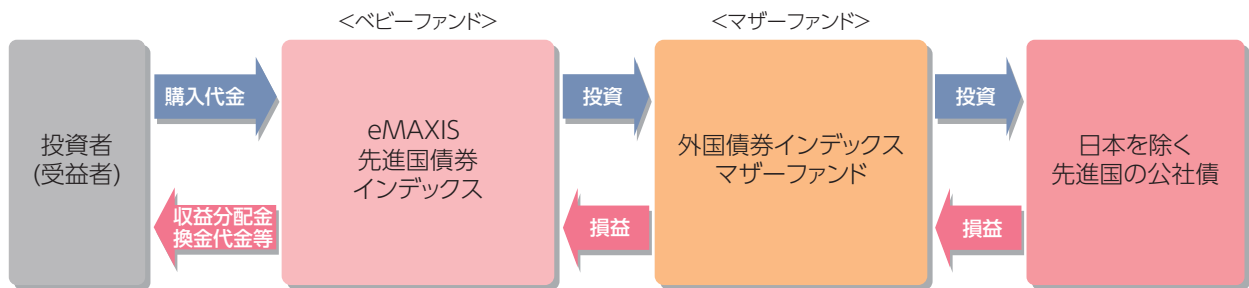 <ベビーファンド>
<マザーファンド>
投資者
(受益者)
購入代金
収益分配金
換金代金等
eMAXIS
先進国債券
インデックス
投資
損益
外国債券インデックス
マザーファンド
投資
損益
日本を除く
先進国の公社債